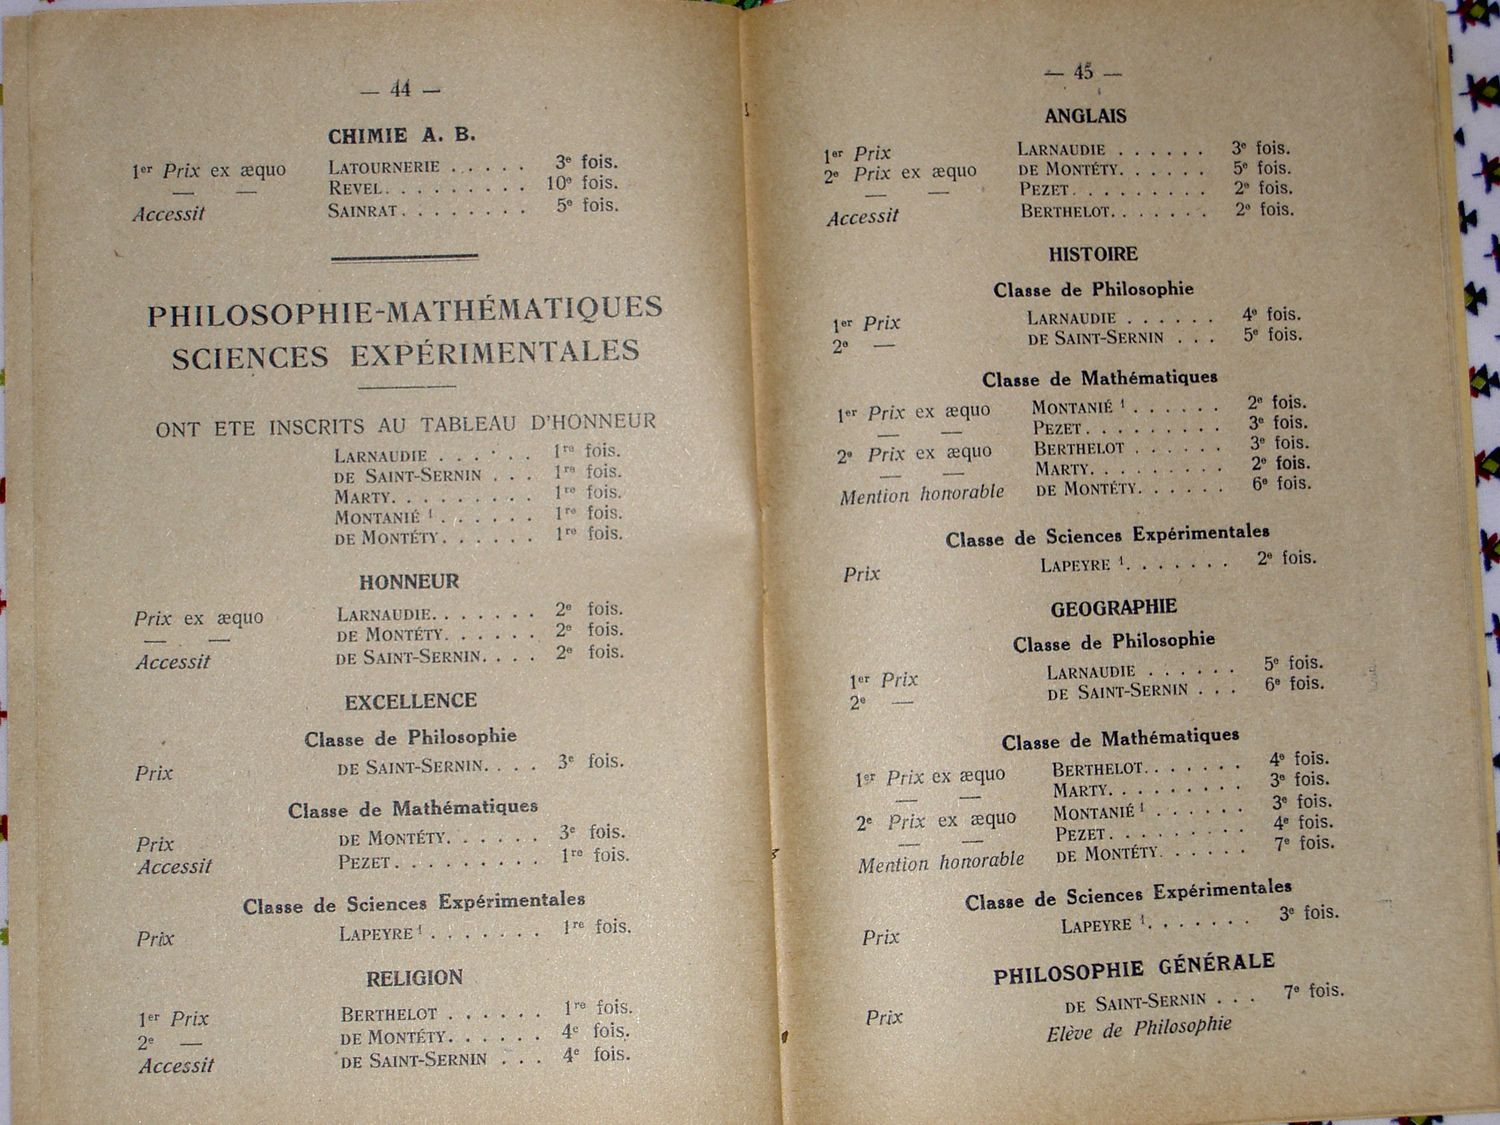 — 44 —
CHIMIE A. B.
1er Prix ex æquo LATOURNERIE . . . . . 3e fois.
— — REVEL. . . . . . . . . 10e fois.
Accessit SAINRAT. . . . . . . . 5e fois.
PHILOSOPHIE-MATHÉMATIQUES
SCIENCES EXPÉRIMENTALES
ONT ETE INSCRITS AU TABLEAU D'HONNEUR
LARNAUDIE . . . . . . 1re fois.
DE SAINT-SERNIN . . . 1re fois.
MARTY. . . . . . . . . 1re fois.
MONTANIÉ 1 . . . . . . 1re fois.
DE MONTÉTY. . . . . . 1re fois.
HONNEUR
Prix ex æquo LARNAUDIE. . . . . . . 2e fois.
— — DE MONTÉTY. . . . . . 2e fois.
Accessit DE SAINT-SERNIN. . . . 2e fois.
EXCELLENCE
Classe de Philosophie
Prix DE SAINT-SERNIN. . . . 3e fois.
Classe de Mathématiques
Prix DE MONTÉTY. . . . . . 3e fois.
Accessit PEZET. . . . . . . . . 1re fois.
Classe de Sciences Expérimentales
Prix LAPEYRE 1 . . . . . . . 1re fois.
RELIGION
1er Prix BERTHELOT . . . . . . 1re fois.
2e — DE MONTÉTY. . . . . . 4e fois.
Accessit DE SAINT-SERNIN . . . 4e fois.
— 45 —
ANGLAIS
1er Prix LARNAUDIE . . . . . . 3e fois.
2e Prix ex æquo DE MONTÉTY. . . . . . 5e fois.
— — PEZET. . . . . . . . . 2e fois.
Accessit BERTHELOT. . . . . . . 2e fois.
HISTOIRE
Classe de Philosophie
1er Prix LARNAUDIE . . . . . . 4e fois.
2e — DE SAINT-SERNIN . . . 5e fois.
Classe de Mathématiques
1er Prix ex æquo MONTANIÉ 1 . . . . . . 2e fois.
— — PEZET. . . . . . . . . 3e fois.
2e Prix ex æquo BERTHELOT . . . . . . 3e fois.
— — MARTY. . . . . . . . . 2e fois.
Mention honorable DE MONTÉTY. . . . . . 6e fois.
Classe de Sciences Expérimentales
Prix LAPEYRE 1. . . . . . . 2e fois.
GEOGRAPHIE
Classe de Philosophie
1er Prix LARNAUDIE . . . . . . 5e fois.
2e — DE SAINT-SERNIN . . . 6e fois.
Classe de Mathématiques
1er Prix ex æquo BERTHELOT. . . . . . . 4e fois.
— — MARTY. . . . . . . . . 3e fois.
2e Prix ex æquo MONTANIÉ 1 . . . . . . 3e fois.
— — PEZET. . . . . . . . . 4e fois.
Mention honorable DE MONTÉTY. . . . . . 7e fois.
Classe de Sciences Expérimentales
Prix LAPEYRE 1. . . . . . . 3e fois.
PHILOSOPHIE GÉNÉRALE
Prix DE SAINT-SERNIN . . . 7e fois.
Elève de Philosophie